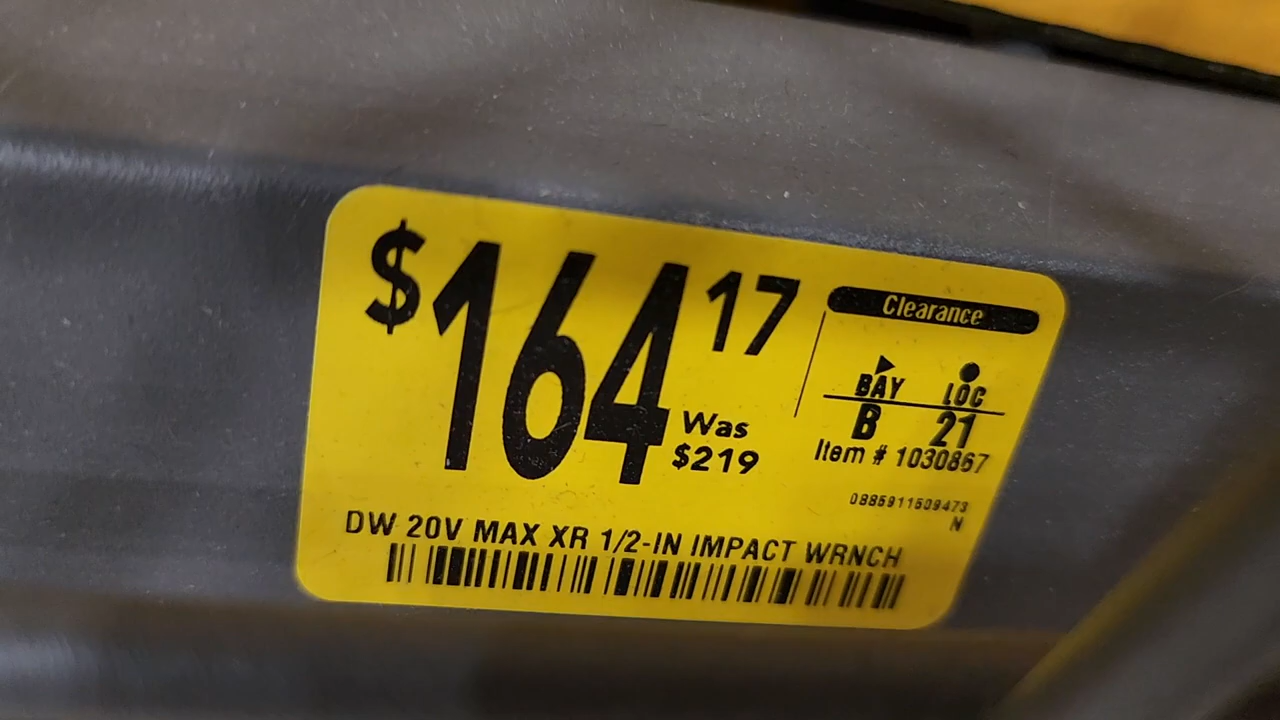 $164 17
Was
$219
Clearance
BAY LOC
B 21
Item # 1030867
0885911509473
N
DW 20V MAX XR 1/2-IN IMPACT WRNCH